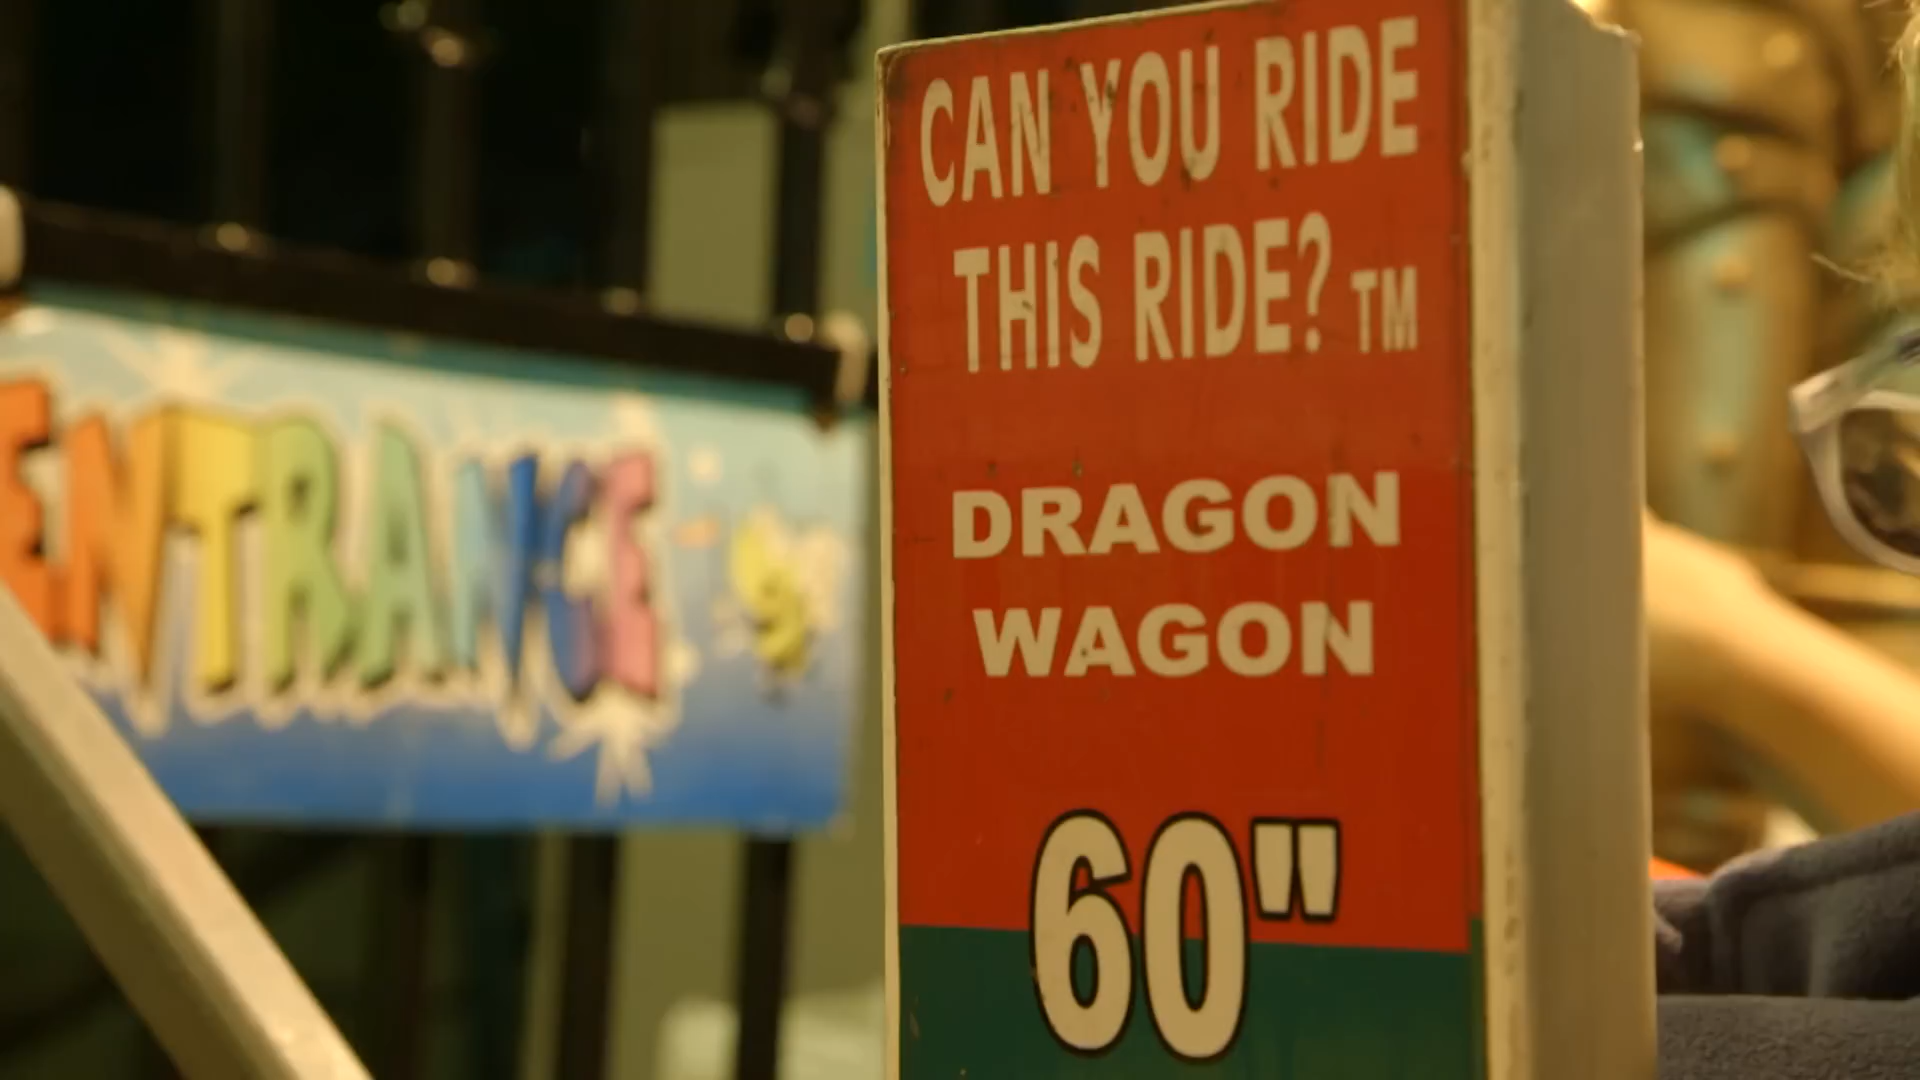 ENTRANCE
CAN YOU RIDE
THIS RIDE? TM
DRAGON
WAGON
60"